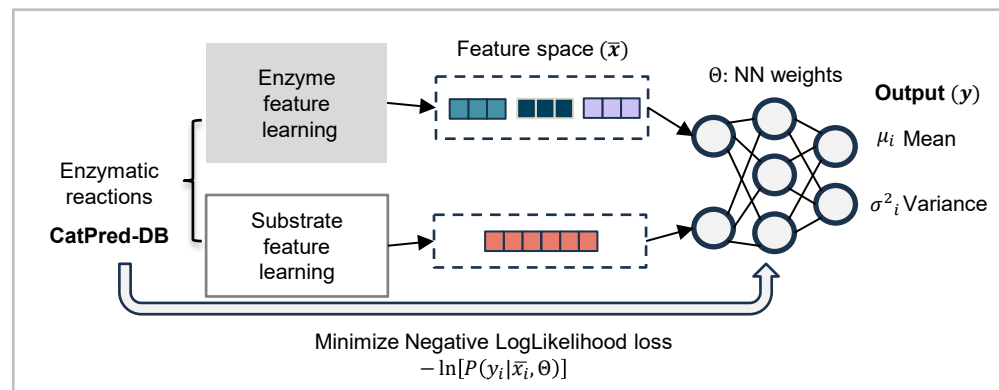 Enzymatic
reactions
CatPred-DB
Enzyme
feature
learning
Substrate
feature
learning
Feature space (x̅)
Θ: NN weights
Output (y)
μᵢ Mean
σ²ᵢ Variance
Minimize Negative LogLikelihood loss
− ln[P(yᵢ|x̅ᵢ, Θ)]